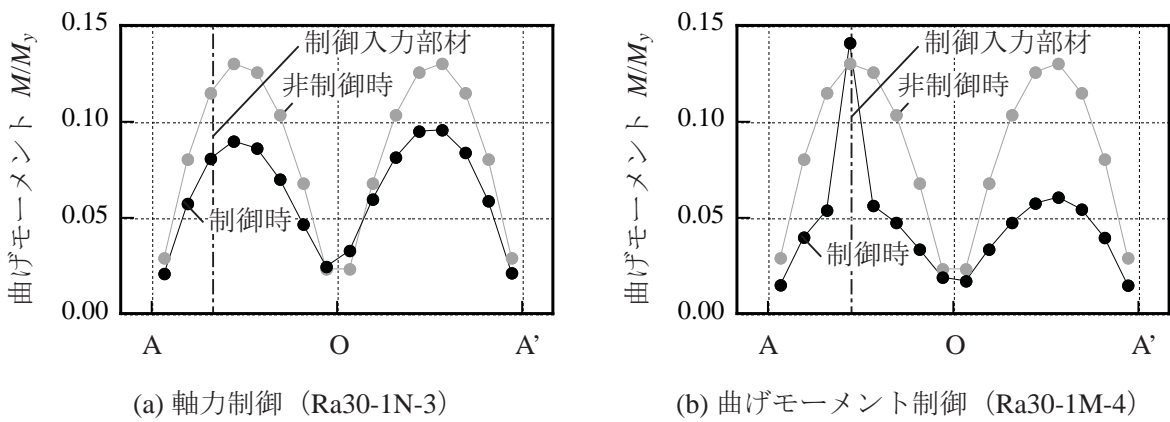 曲げモーメント M/My
0.15
0.10
0.05
0.00
制御入力部材
非制御時
制御時
A
O
A'
(a) 軸力制御（Ra30-1N-3）
曲げモーメント M/My
0.15
0.10
0.05
0.00
制御入力部材
非制御時
制御時
A
O
A'
(b) 曲げモーメント制御（Ra30-1M-4）